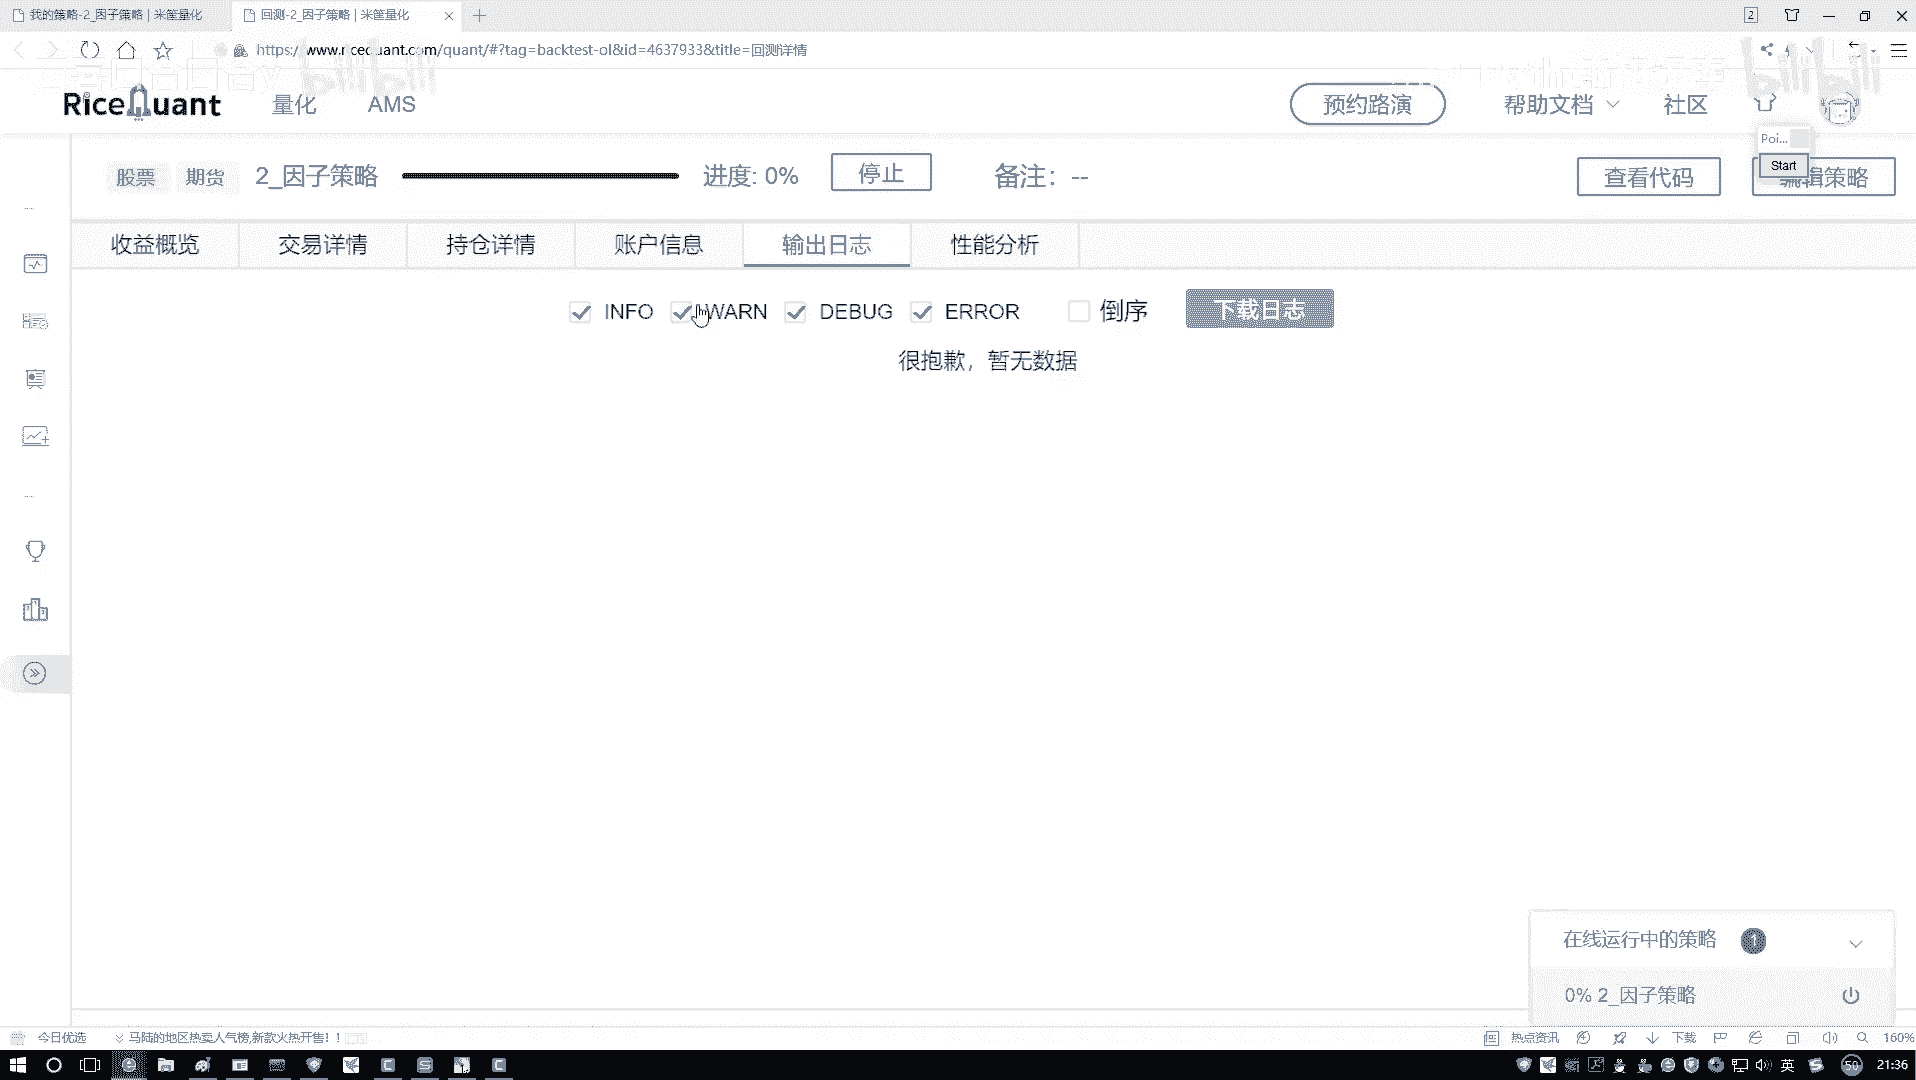 我的策略-2_因子策略 | 米筐量化
回测-2_因子策略 | 米筐量化
2
https://www.ricequant.com/quant/#?tag=backtest-ol&id=4637933&title=回测详情
bilibili
bilibili
RiceQuant
量化
AMS
预约路演
帮助文档
社区
Poi...
Start
股票
期货
2_因子策略
进度: 0%
停止
备注：--
查看代码
编辑策略
收益概览
交易详情
持仓详情
账户信息
输出日志
性能分析
INFO
WARN
DEBUG
ERROR
倒序
下载日志
很抱歉，暂无数据
在线运行中的策略
1
0% 2_因子策略
今日优选
马陆的地区热卖人气榜,新款火热开售！！
热点资讯
下载
160%
英
50
21:36